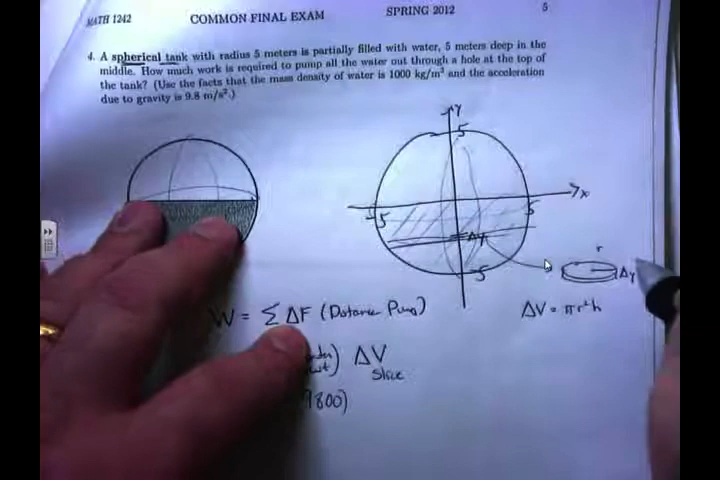 MATH 1242 COMMON FINAL EXAM SPRING 2012 5
4. A spherical tank with radius 5 meters is partially filled with water, 5 meters deep in the
middle. How much work is required to pump all the water out through a hole at the top of
the tank? (Use the facts that the mass density of water is 1000 kg/m³ and the acceleration
due to gravity is 9.8 m/s².)
Y
5
X
-5 5
Δy
-5
r
Δy
W = Σ ΔF (Distance Pump)
ΔV = πr²h
ΔV
Slice
9800)